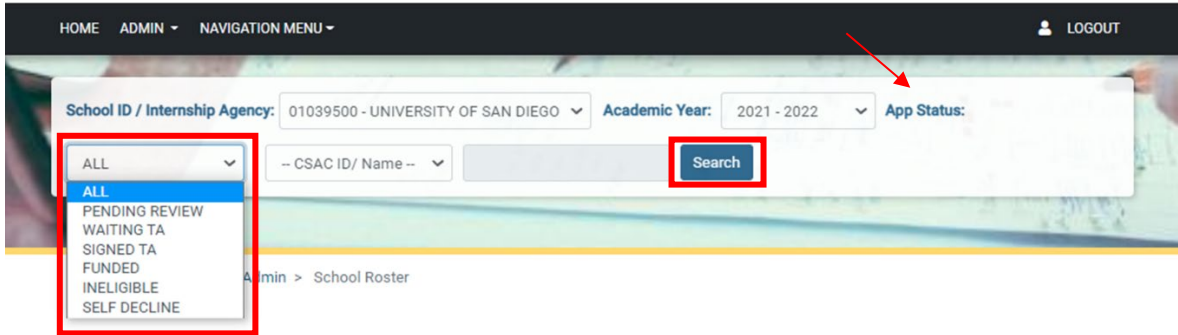 HOME ADMIN NAVIGATION MENU LOGOUT
School ID / Internship Agency: 01039500 - UNIVERSITY OF SAN DIEGO Academic Year: 2021 - 2022 App Status:
ALL -- CSAC ID/ Name -- Search
ALL
PENDING REVIEW
WAITING TA
SIGNED TA
FUNDED
INELIGIBLE
SELF DECLINE
Admin > School Roster